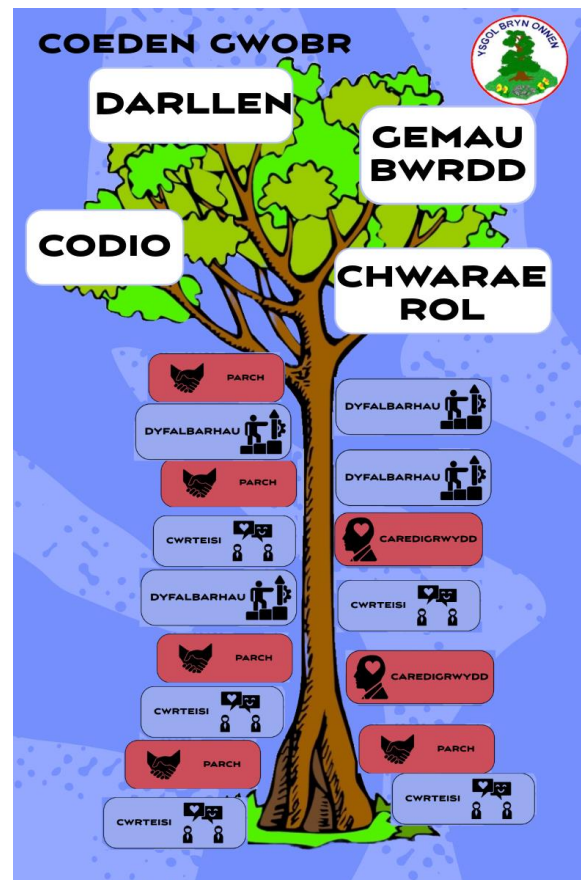 COEDEN GWOBR
YSGOL BRYN ONNEN
DARLLEN
GEMAU
BWRDD
CODIO
CHWARAE
ROL
PARCH
DYFALBARHAU
PARCH
CWRTEISI
DYFALBARHAU
PARCH
CWRTEISI
PARCH
CWRTEISI
DYFALBARHAU
DYFALBARHAU
CAREDIGRWYDD
CWRTEISI
CAREDIGRWYDD
PARCH
CWRTEISI